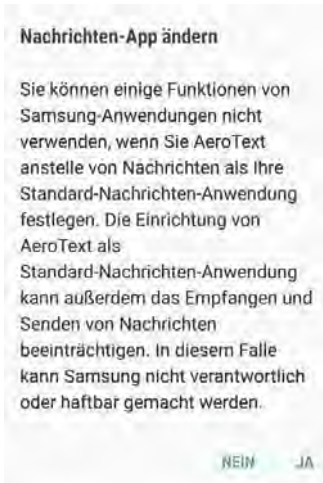 Nachrichten-App ändern
Sie können einige Funktionen von
Samsung-Anwendungen nicht
verwenden, wenn Sie AeroText
anstelle von Nachrichten als Ihre
Standard-Nachrichten-Anwendung
festlegen. Die Einrichtung von
AeroText als
Standard-Nachrichten-Anwendung
kann außerdem das Empfangen und
Senden von Nachrichten
beeinträchtigen. In diesem Falle
kann Samsung nicht verantwortlich
oder haftbar gemacht werden.
NEIN JA